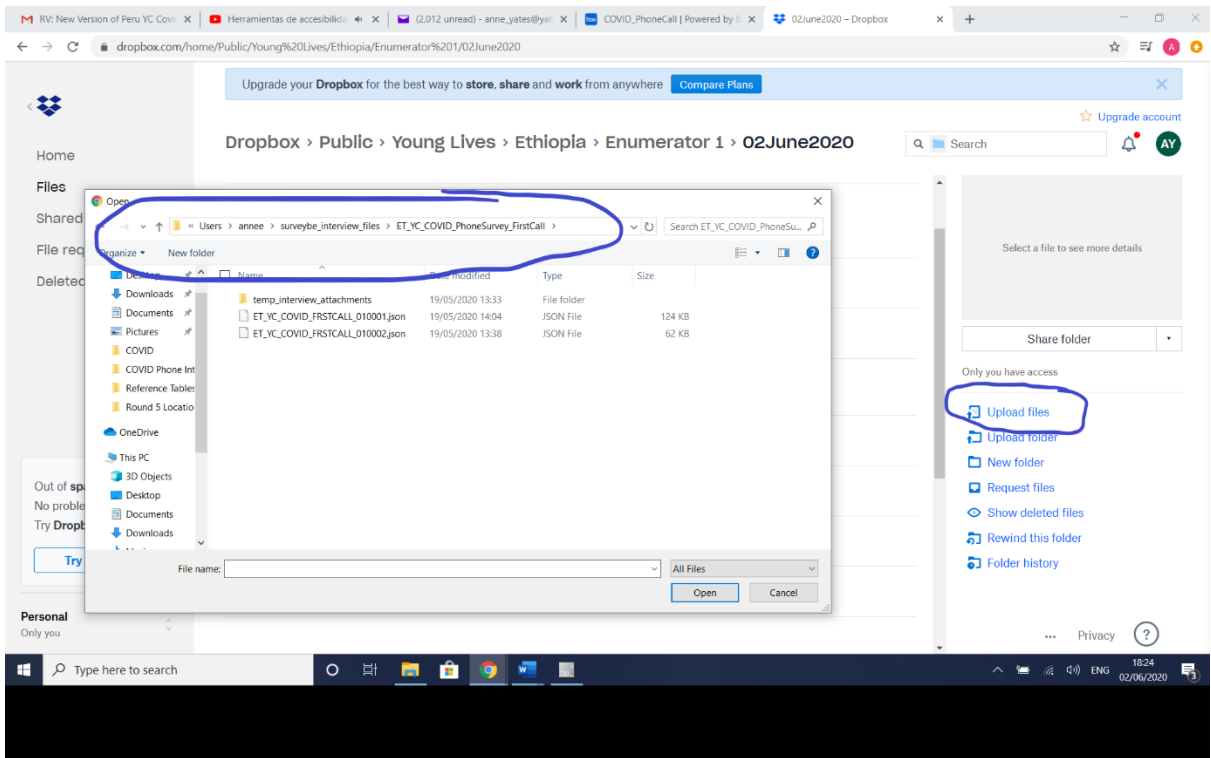 RV: New Version of Peru YC Covi
Herramientas de accesibilida
(2,012 unread) - anne_yates@ya
COVID_PhoneCall | Powered by B
02June2020 – Dropbox
dropbox.com/home/Public/Young%20Lives/Ethiopia/Enumerator%201/02June2020
A
Upgrade your Dropbox for the best way to store, share and work from anywhere Compare Plans
Upgrade account
Dropbox > Public > Young Lives > Ethiopia > Enumerator 1 > 02June2020
Search
AY
Home
Files
Shared
File req
Deleted
Open
« Users > annee > surveybe_interview_files > ET_YC_COVID_PhoneSurvey_FirstCall >
Search ET_YC_COVID_PhoneSu...
Organize
New folder
Desktop
Downloads
Documents
Pictures
COVID
COVID Phone Int
Reference Tables
Round 5 Locatio
OneDrive
This PC
3D Objects
Desktop
Documents
Downloads
Name Date modified Type Size
temp_interview_attachments 19/05/2020 13:33 File folder
ET_YC_COVID_FRSTCALL_010001.json 19/05/2020 14:04 JSON File 124 KB
ET_YC_COVID_FRSTCALL_010002.json 19/05/2020 13:38 JSON File 62 KB
File name:
All Files
Open
Cancel
Out of spa
No proble
Try Dropb
Try
Personal
Only you
Select a file to see more details
Share folder
Only you have access
Upload files
Upload folder
New folder
Request files
Show deleted files
Rewind this folder
Folder history
... Privacy ?
Type here to search
ENG
18:24
02/06/2020
3